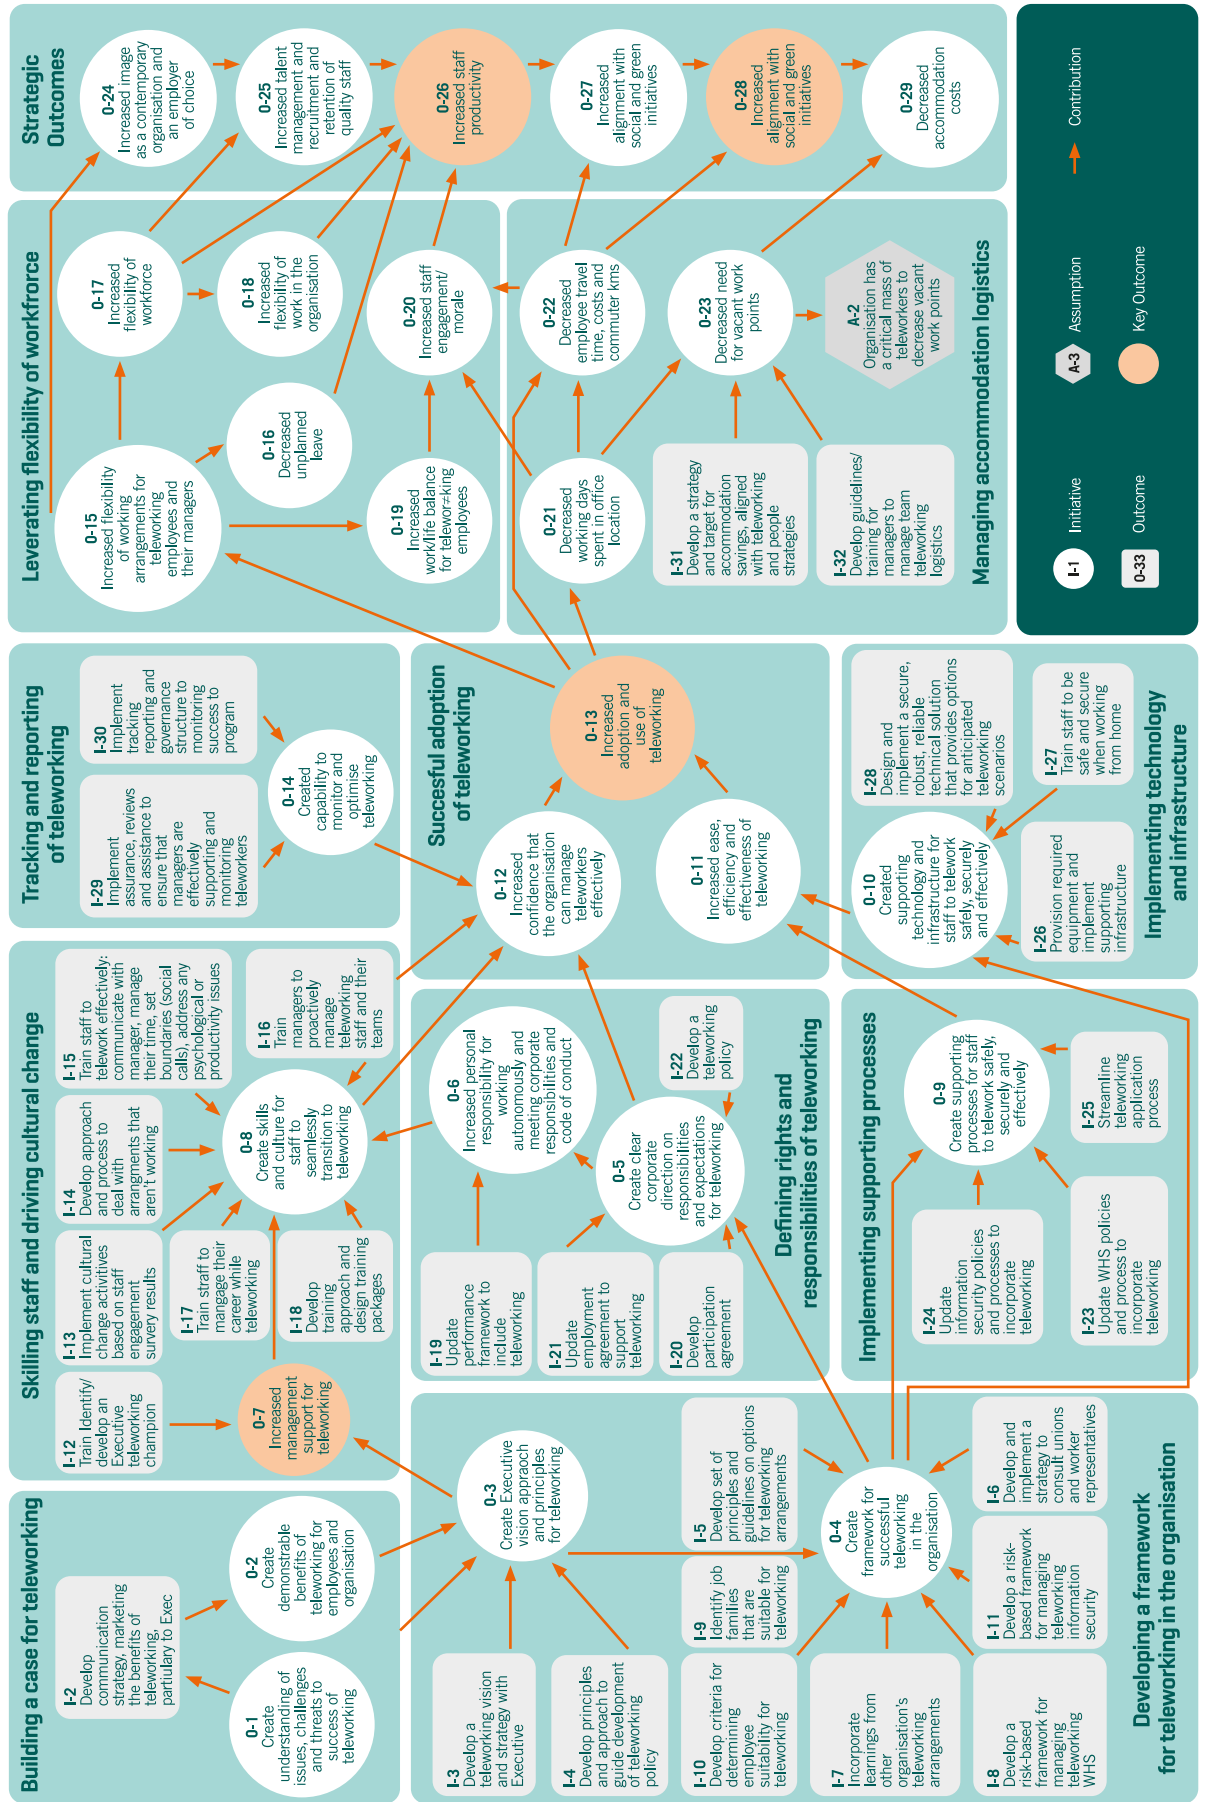 Building a case for teleworking
I-2
Develop
communication
strategy, marketing
the benefits of
teleworking,
partiulary to Exec
0-1
Create
understanding of
issues, challenges
and threats to
success of
teleworking
0-2
Create
demonstrable
benefits of
teleworking for
employees and
organisation
Skilling staff and driving cultural change
I-12
Train Identify/
develop an
Executive
teleworking
champion
I-13
Implement cultural
change activitives
based on staff
engagement
survery results
I-14
Develop approach
and process to
deal with
arrangments that
aren't working
I-15
Train staff to
telework effectively:
communicate with
manager, manage
their time, set
boundaries (social
calls), address any
psychological or
productivity issues
I-17
Train straff to
mangage their
career while
teleworking
I-18
Develop
training
approach and
design training
packages
I-16
Train
managers to
proactively
manage
teleworking
staff and their
teams
0-7
Increased
management
support for
teleworking
0-8
Create skills
and culture for
staff to
seamlessly
transition to
teleworking
Tracking and reporting
of teleworking
I-29
Implement
assurance, reviews
and assistance to
ensure that
managers are
effectively
supporting and
monitoring
teleworkers
I-30
Implement
tracking
reporting and
governance
structure to
monitoring
success to
program
0-14
Created
capability to
monitor and
optimise
teleworking
Leverating flexibility of workfrorce
0-15
Increased flexibility
of working
arrangements for
teleworking
employees and
their managers
0-16
Decreased
unplanned
leave
0-17
Increased
flexibility of
workforce
0-18
Increased
flexibility of
work in the
organisation
0-19
Increased
work/life balance
for telewor≠king
employees
0-20
Increased staff
engagement/
morale
Strategic
Outcomes
0-24
Increased image
as a contemporary
organisation and
an employer
of choice
0-25
Increased talent
management and
recruitment and
retention of
quality staff
0-26
Increased staff
productivity
0-27
Increased
alignment with
social and green
initiatives
0-28
Increased
alignment with
social and green
initiatives
0-29
Decreased
accommodation
costs
Developing a framework
for teleworking in the organisation
0-3
Create Executive
vision appraoch
and principles
for teleworking
I-3
Develop a
teleworking vision
and strategy with
Executive
I-4
Develop principles
and approach to
guide development
of teleworking
policy
I-10
Develop criteria for
determining
employee
suitability for
teleworking
I-9
Identify job
families
that are
suitable for
teleworking
I-5
Develop set of
principles and
guidelines on options
for teleworking
arrangements
I-7
Incorporate
learnings from
other
organisation's
teleworking
arrangements
0-4
Create
framework for
successful
teleworking
in the
organisation
I-8
Develop a
risk-based
framework for
managing
teleworking
WHS
I-11
Develop a risk-
based framework
for managing
teleworking
information
security
I-6
Develop and
implement a
strategy to
consult unions
and worker
representatives
Defining rights and
responsibilities of teleworking
I-19
Update
performance
framework to
include
teleworking
I-21
Update
employment
agreement to
support
teleworking
I-20
Develop
participation
agreement
0-5
Create clear
corporate
direction on
responsibilities
and expectations
for teleworking
0-6
Increased personal
responsibility for
working
autonomously and
meeting corporate
responsibilities and
code of conduct
I-22
Develop a
teleworking
policy
Implementing supporting processes
I-24
Update
information
security policies
and processes to
incorporate
teleworking
I-23
Update WHS policies
and process to
incorporate
teleworking
0-9
Create supporting
processes for staff
to telework safely,
securely and
effectively
I-25
Streamline
teleworking
application
process
Succesful adoption
of teleworking
0-12
Increased
confidence that
the organisation
can manage
teleworkers
effectively
0-11
Increased ease,
efficiency and
effectiveness of
teleworking
0-13
Increased
adoption and
use of
teleworking
Implementing technology
and infrastructure
0-10
Created
supporting
technology and
infrastructure for
staff to telework
safely, securely
and effectively
I-28
Design and
implement a secure,
robust, reliable
technical solution
that provides options
for anticipated
teleworking
scenarios
I-26
Provision required
equipment and
implement
supporting
infrastructure
I-27
Train staff to be
safe and secure
when working
from home
Managing accommodation logistics
0-21
Decreased
working days
spent in office
location
0-22
Decreased
employee travel
time, costs and
commuter kms
I-31
Develop a strategy
and target for
accommodation
savings, aligned
with teleworking
and people
strategies
0-23
Decreased need
for vacant work
points
I-32
Develop guidelines/
training for
managers to
manage team
teleworking
logistics
A-2
Organisation has
a critical mass of
teleworkers to
decrease vacant
work points
I-1
Initiative
A-3
Assumption
Contribution
0-33
Outcome
Key Outcome